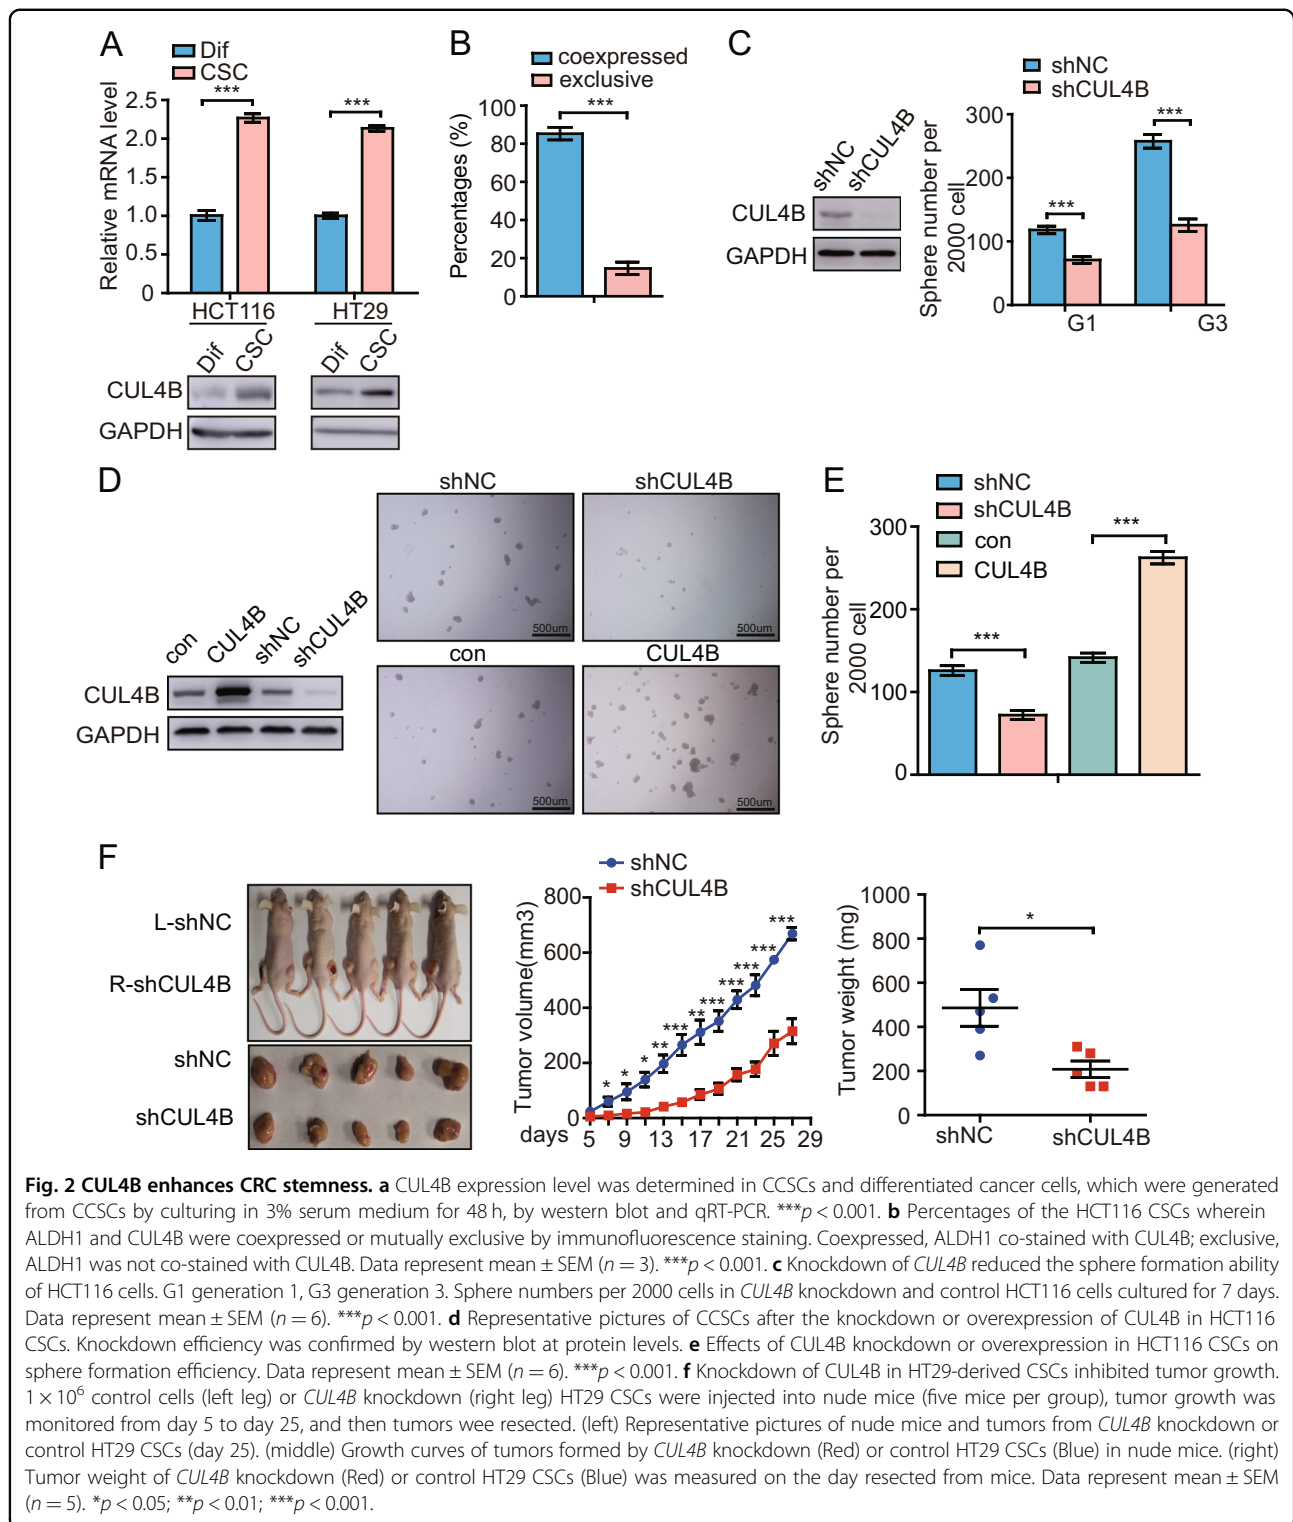 A
Dif
CSC
Relative mRNA level
2.5
2.0
1.5
1.0
0.5
0
***
***
HCT116
HT29
Dif
CSC
Dif
CSC
CUL4B
GAPDH
B
coexpressed
exclusive
Percentages (%)
100
80
60
40
20
0
***
C
shNC
shCUL4B
CUL4B
GAPDH
shNC
shCUL4B
Sphere number per
2000 cell
300
200
100
0
***
***
G1
G3
D
con
CUL4B
shNC
shCUL4B
CUL4B
GAPDH
shNC
shCUL4B
500um
500um
con
CUL4B
500um
500um
E
shNC
shCUL4B
con
CUL4B
Sphere number per
2000 cell
300
200
100
0
***
***
F
L-shNC
R-shCUL4B
shNC
shCUL4B
shNC
shCUL4B
Tumor volume(mm3)
800
600
400
200
0
* * * ** *** ** *** *** *** *** ***
days 5 9 13 17 21 25 29
Tumor weight (mg)
1000
800
600
400
200
0
*
shNC
shCUL4B
Fig. 2 CUL4B enhances CRC stemness. a CUL4B expression level was determined in CCSCs and differentiated cancer cells, which were generated
from CCSCs by culturing in 3% serum medium for 48 h, by western blot and qRT-PCR. ***p < 0.001. b Percentages of the HCT116 CSCs wherein
ALDH1 and CUL4B were coexpressed or mutually exclusive by immunofluorescence staining. Coexpressed, ALDH1 co-stained with CUL4B; exclusive,
ALDH1 was not co-stained with CUL4B. Data represent mean ± SEM (n = 3). ***p < 0.001. c Knockdown of CUL4B reduced the sphere formation ability
of HCT116 cells. G1 generation 1, G3 generation 3. Sphere numbers per 2000 cells in CUL4B knockdown and control HCT116 cells cultured for 7 days.
Data represent mean ± SEM (n = 6). ***p < 0.001. d Representative pictures of CCSCs after the knockdown or overexpression of CUL4B in HCT116
CSCs. Knockdown efficiency was confirmed by western blot at protein levels. e Effects of CUL4B knockdown or overexpression in HCT116 CSCs on
sphere formation efficiency. Data represent mean ± SEM (n = 6). ***p < 0.001. f Knockdown of CUL4B in HT29-derived CSCs inhibited tumor growth.
1 × 10⁶ control cells (left leg) or CUL4B knockdown (right leg) HT29 CSCs were injected into nude mice (five mice per group), tumor growth was
monitored from day 5 to day 25, and then tumors wee resected. (left) Representative pictures of nude mice and tumors from CUL4B knockdown or
control HT29 CSCs (day 25). (middle) Growth curves of tumors formed by CUL4B knockdown (Red) or control HT29 CSCs (Blue) in nude mice. (right)
Tumor weight of CUL4B knockdown (Red) or control HT29 CSCs (Blue) was measured on the day resected from mice. Data represent mean ± SEM
(n = 5). *p < 0.05; **p < 0.01; ***p < 0.001.